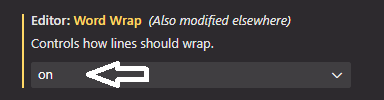 Editor: Word Wrap (Also modified elsewhere)
Controls how lines should wrap.
on